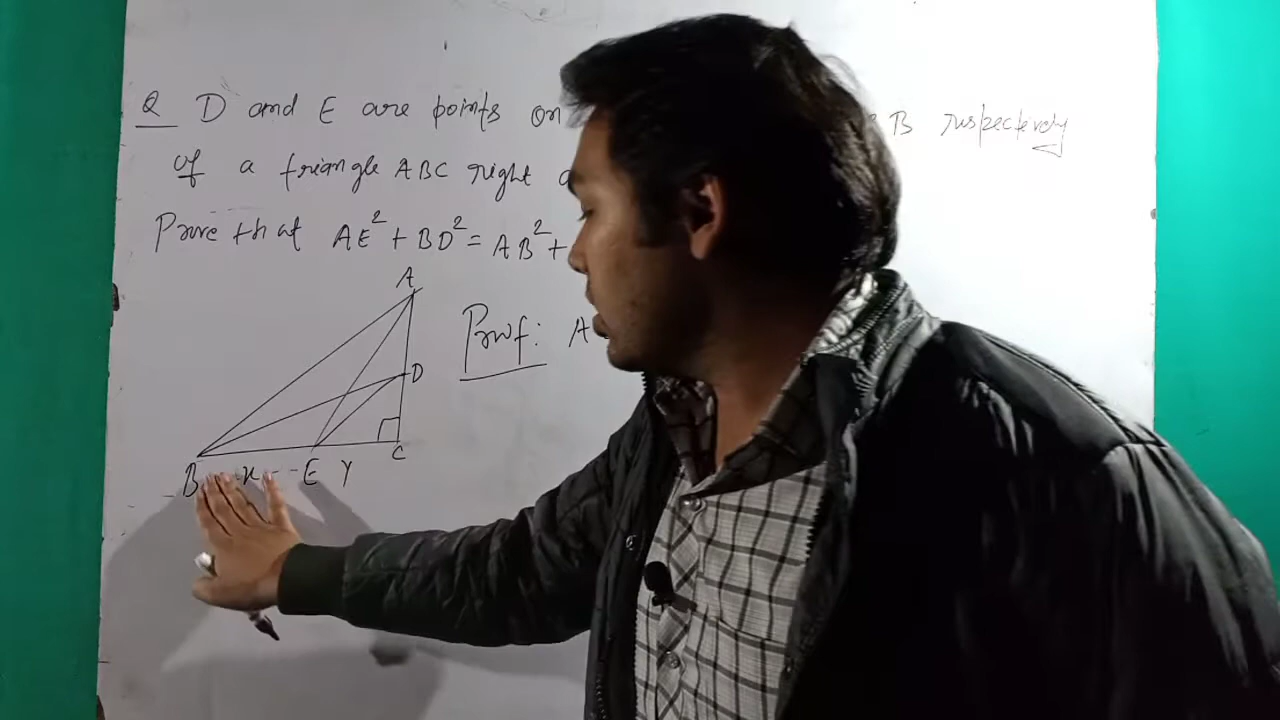 Q D and E are points on B respectively
of a triangle ABC right
Prove that AE² + BD² = AB² +
A
Proof: A
D
C
B x E Y